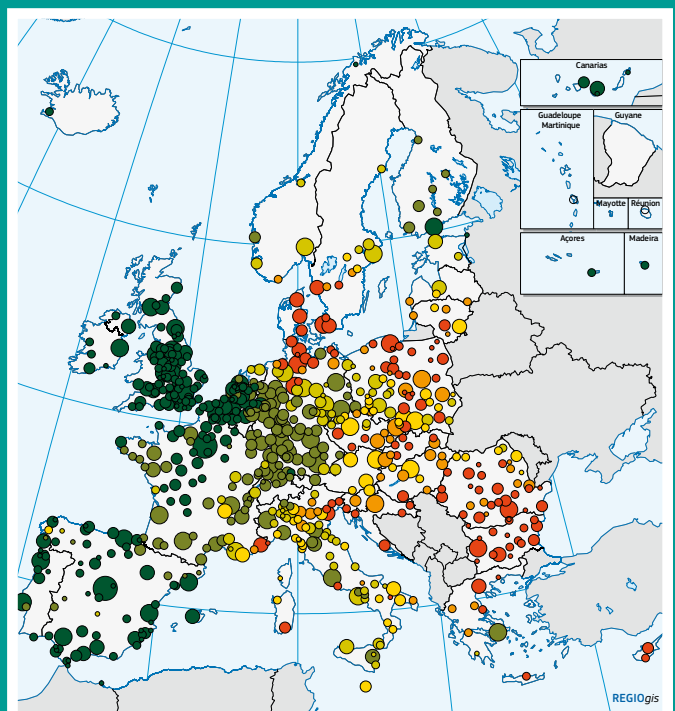 Canarias
Guadeloupe
Martinique
Guyane
Mayotte
Réunion
Açores
Madeira
REGIOgis